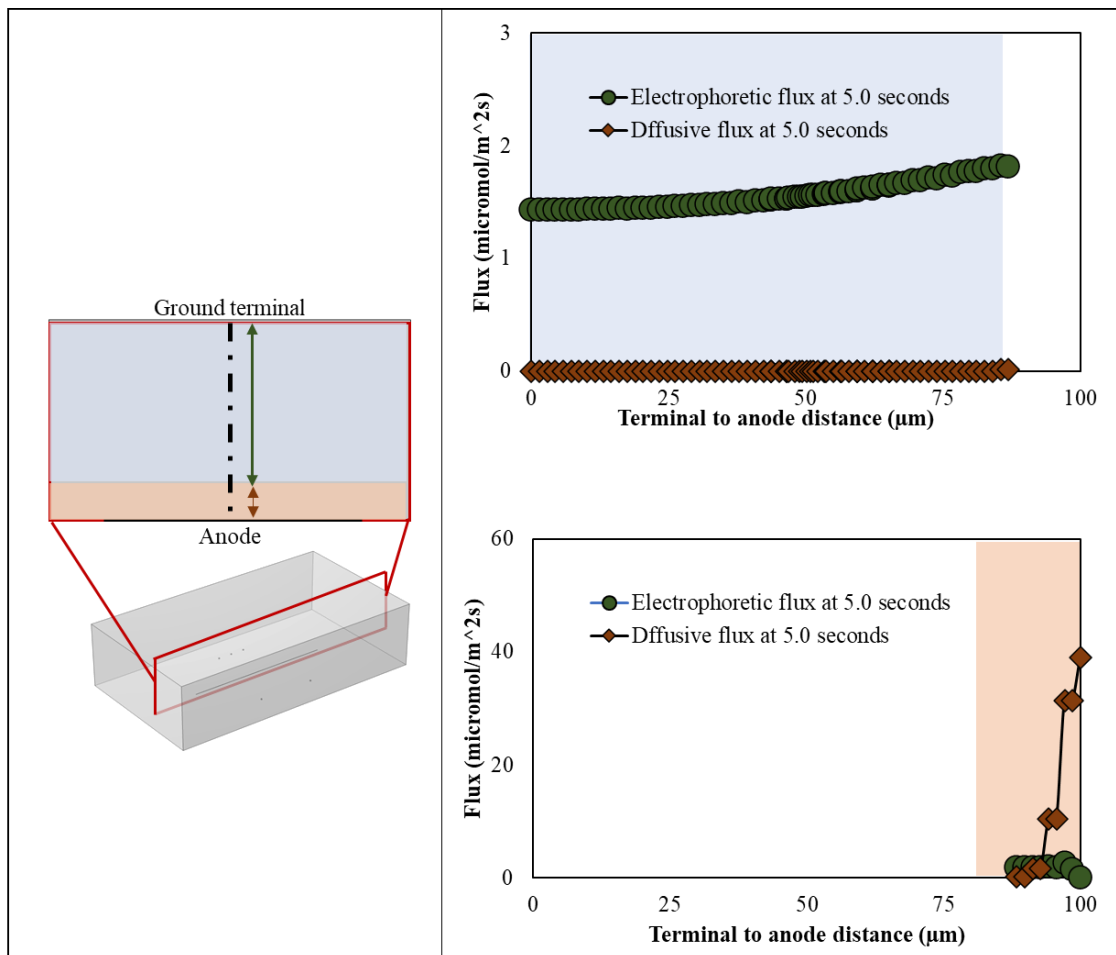 Ground terminal
Anode
3
2
1
0
Flux (micromol/m^2s)
Electrophoretic flux at 5.0 seconds
Dffusive flux at 5.0 seconds
0
25
50
75
100
Terminal to anode distance (µm)
60
40
20
0
Flux (micromol/m^2s)
Electrophoretic flux at 5.0 seconds
Dffusive flux at 5.0 seconds
0
25
50
75
100
Terminal to anode distance (µm)